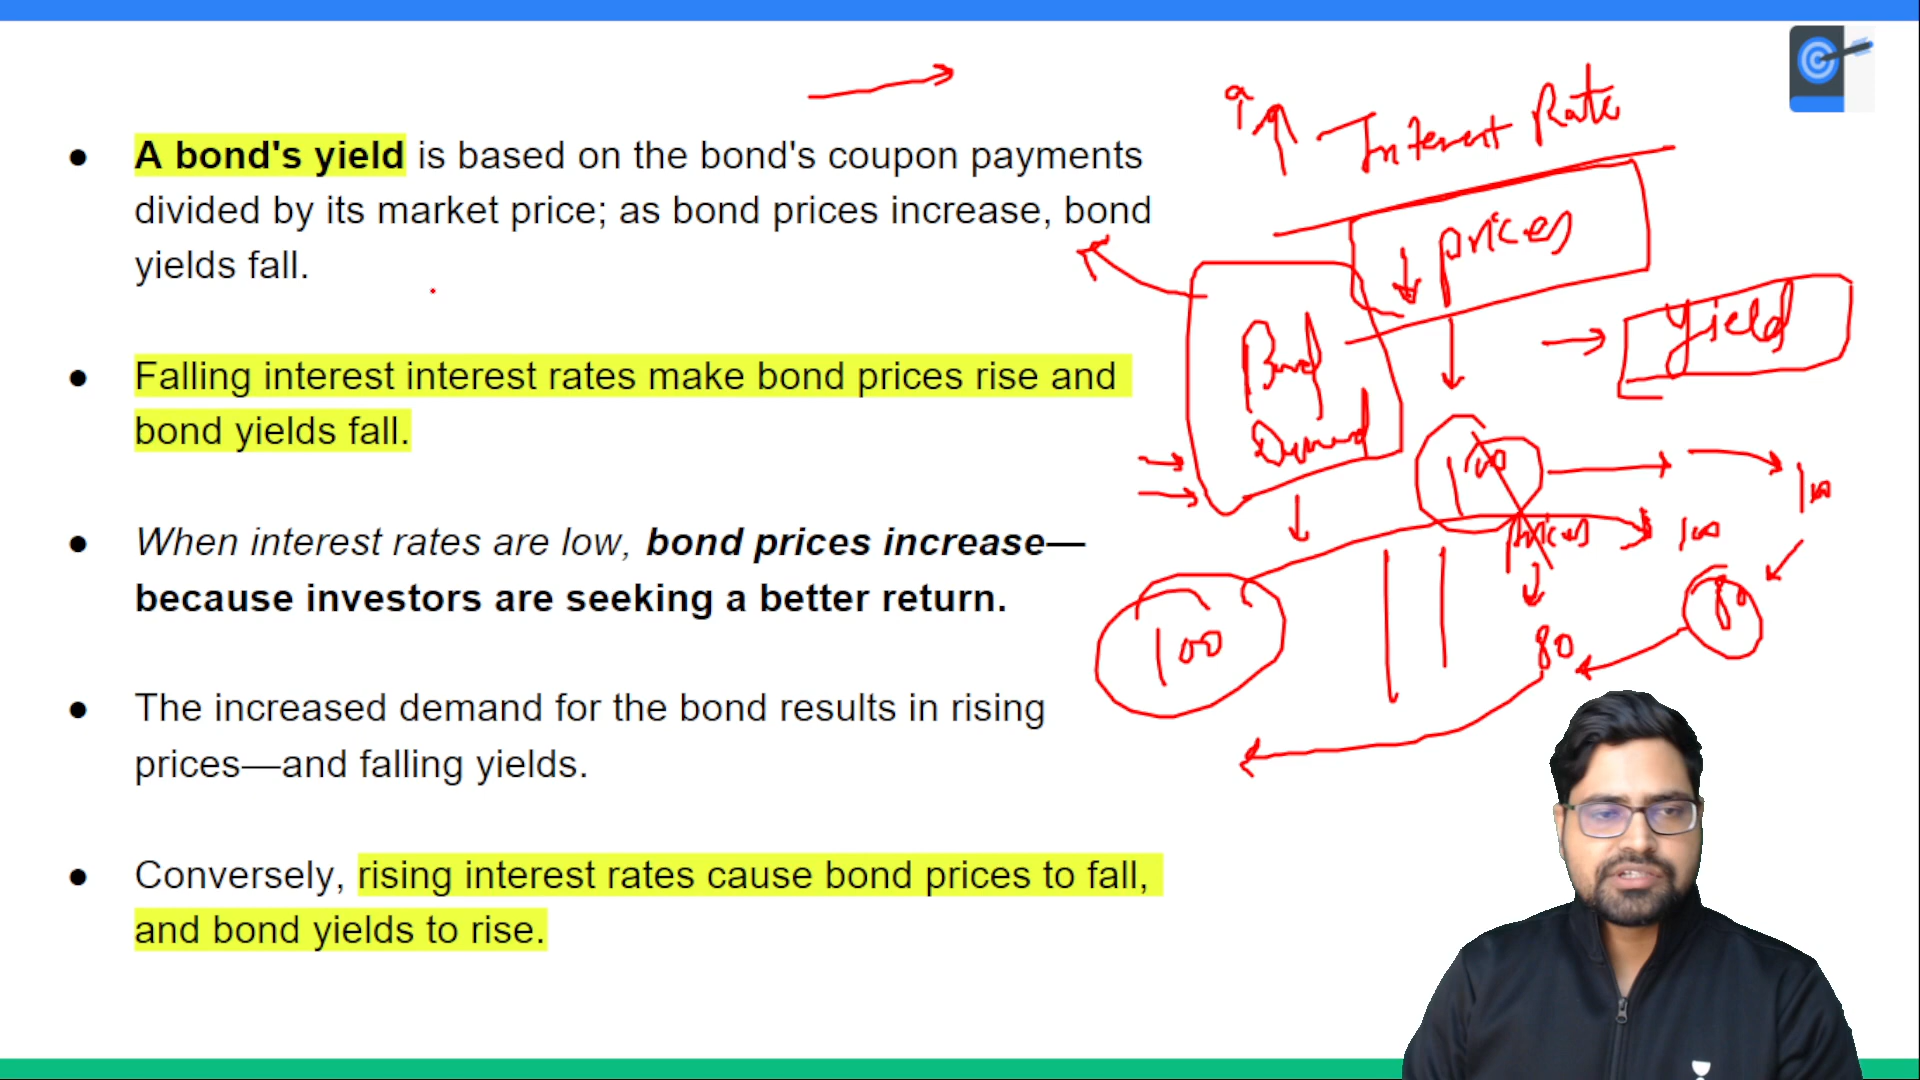 ● A bond's yield is based on the bond's coupon payments
divided by its market price; as bond prices increase, bond
yields fall.
● Falling interest interest rates make bond prices rise and
bond yields fall.
● When interest rates are low, bond prices increase—
because investors are seeking a better return.
● The increased demand for the bond results in rising
prices—and falling yields.
● Conversely, rising interest rates cause bond prices to fall,
and bond yields to rise.
Interest Rate
prices
yield
Bond
Demand
100
100
prices
100
80
80
100